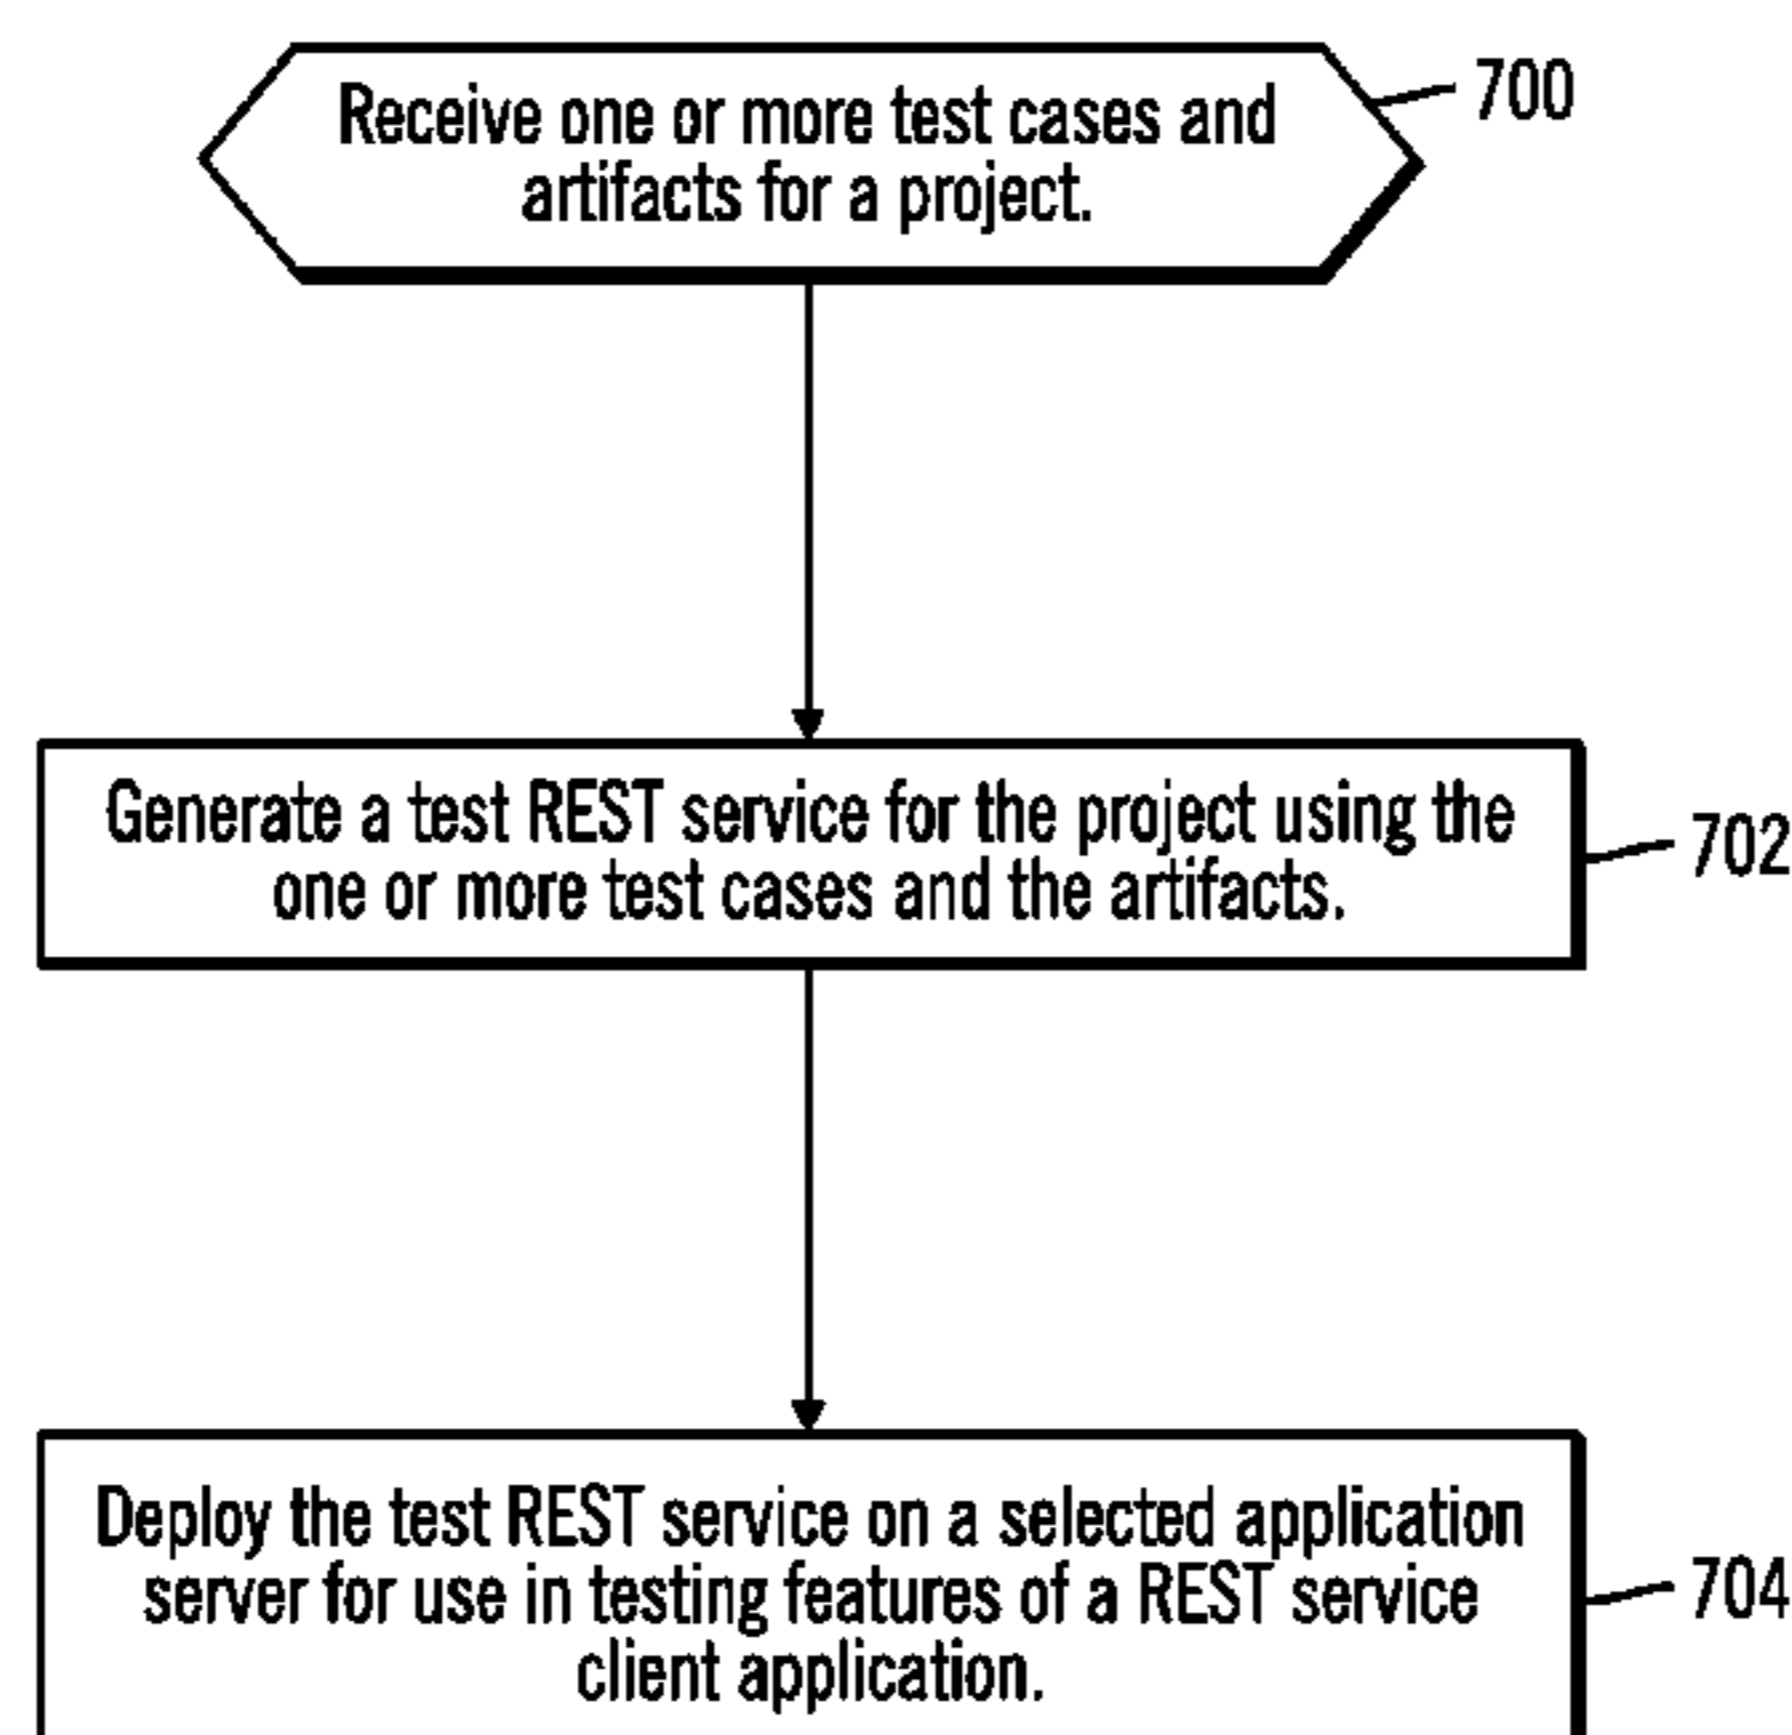 Receive one or more test cases and
artifacts for a project.
700
Generate a test REST service for the project using the
one or more test cases and the artifacts.
702
Deploy the test REST service on a selected application
server for use in testing features of a REST service
client application.
704